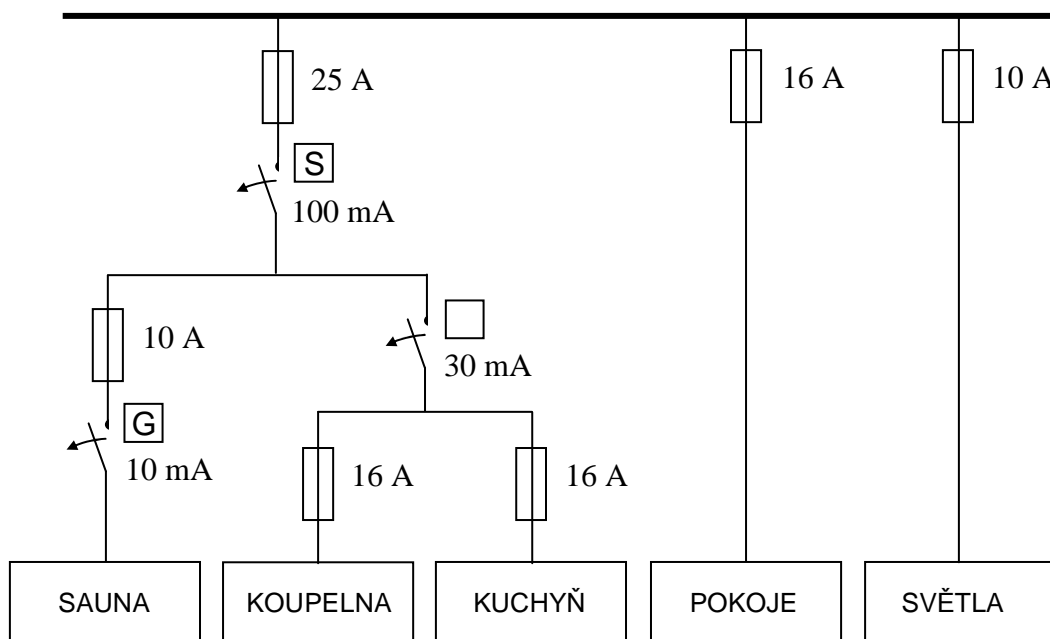 25 A
16 A
10 A
S
100 mA
10 A
30 mA
G
10 mA
16 A
16 A
SAUNA
KOUPELNA
KUCHYŇ
POKOJE
SVĚTLA